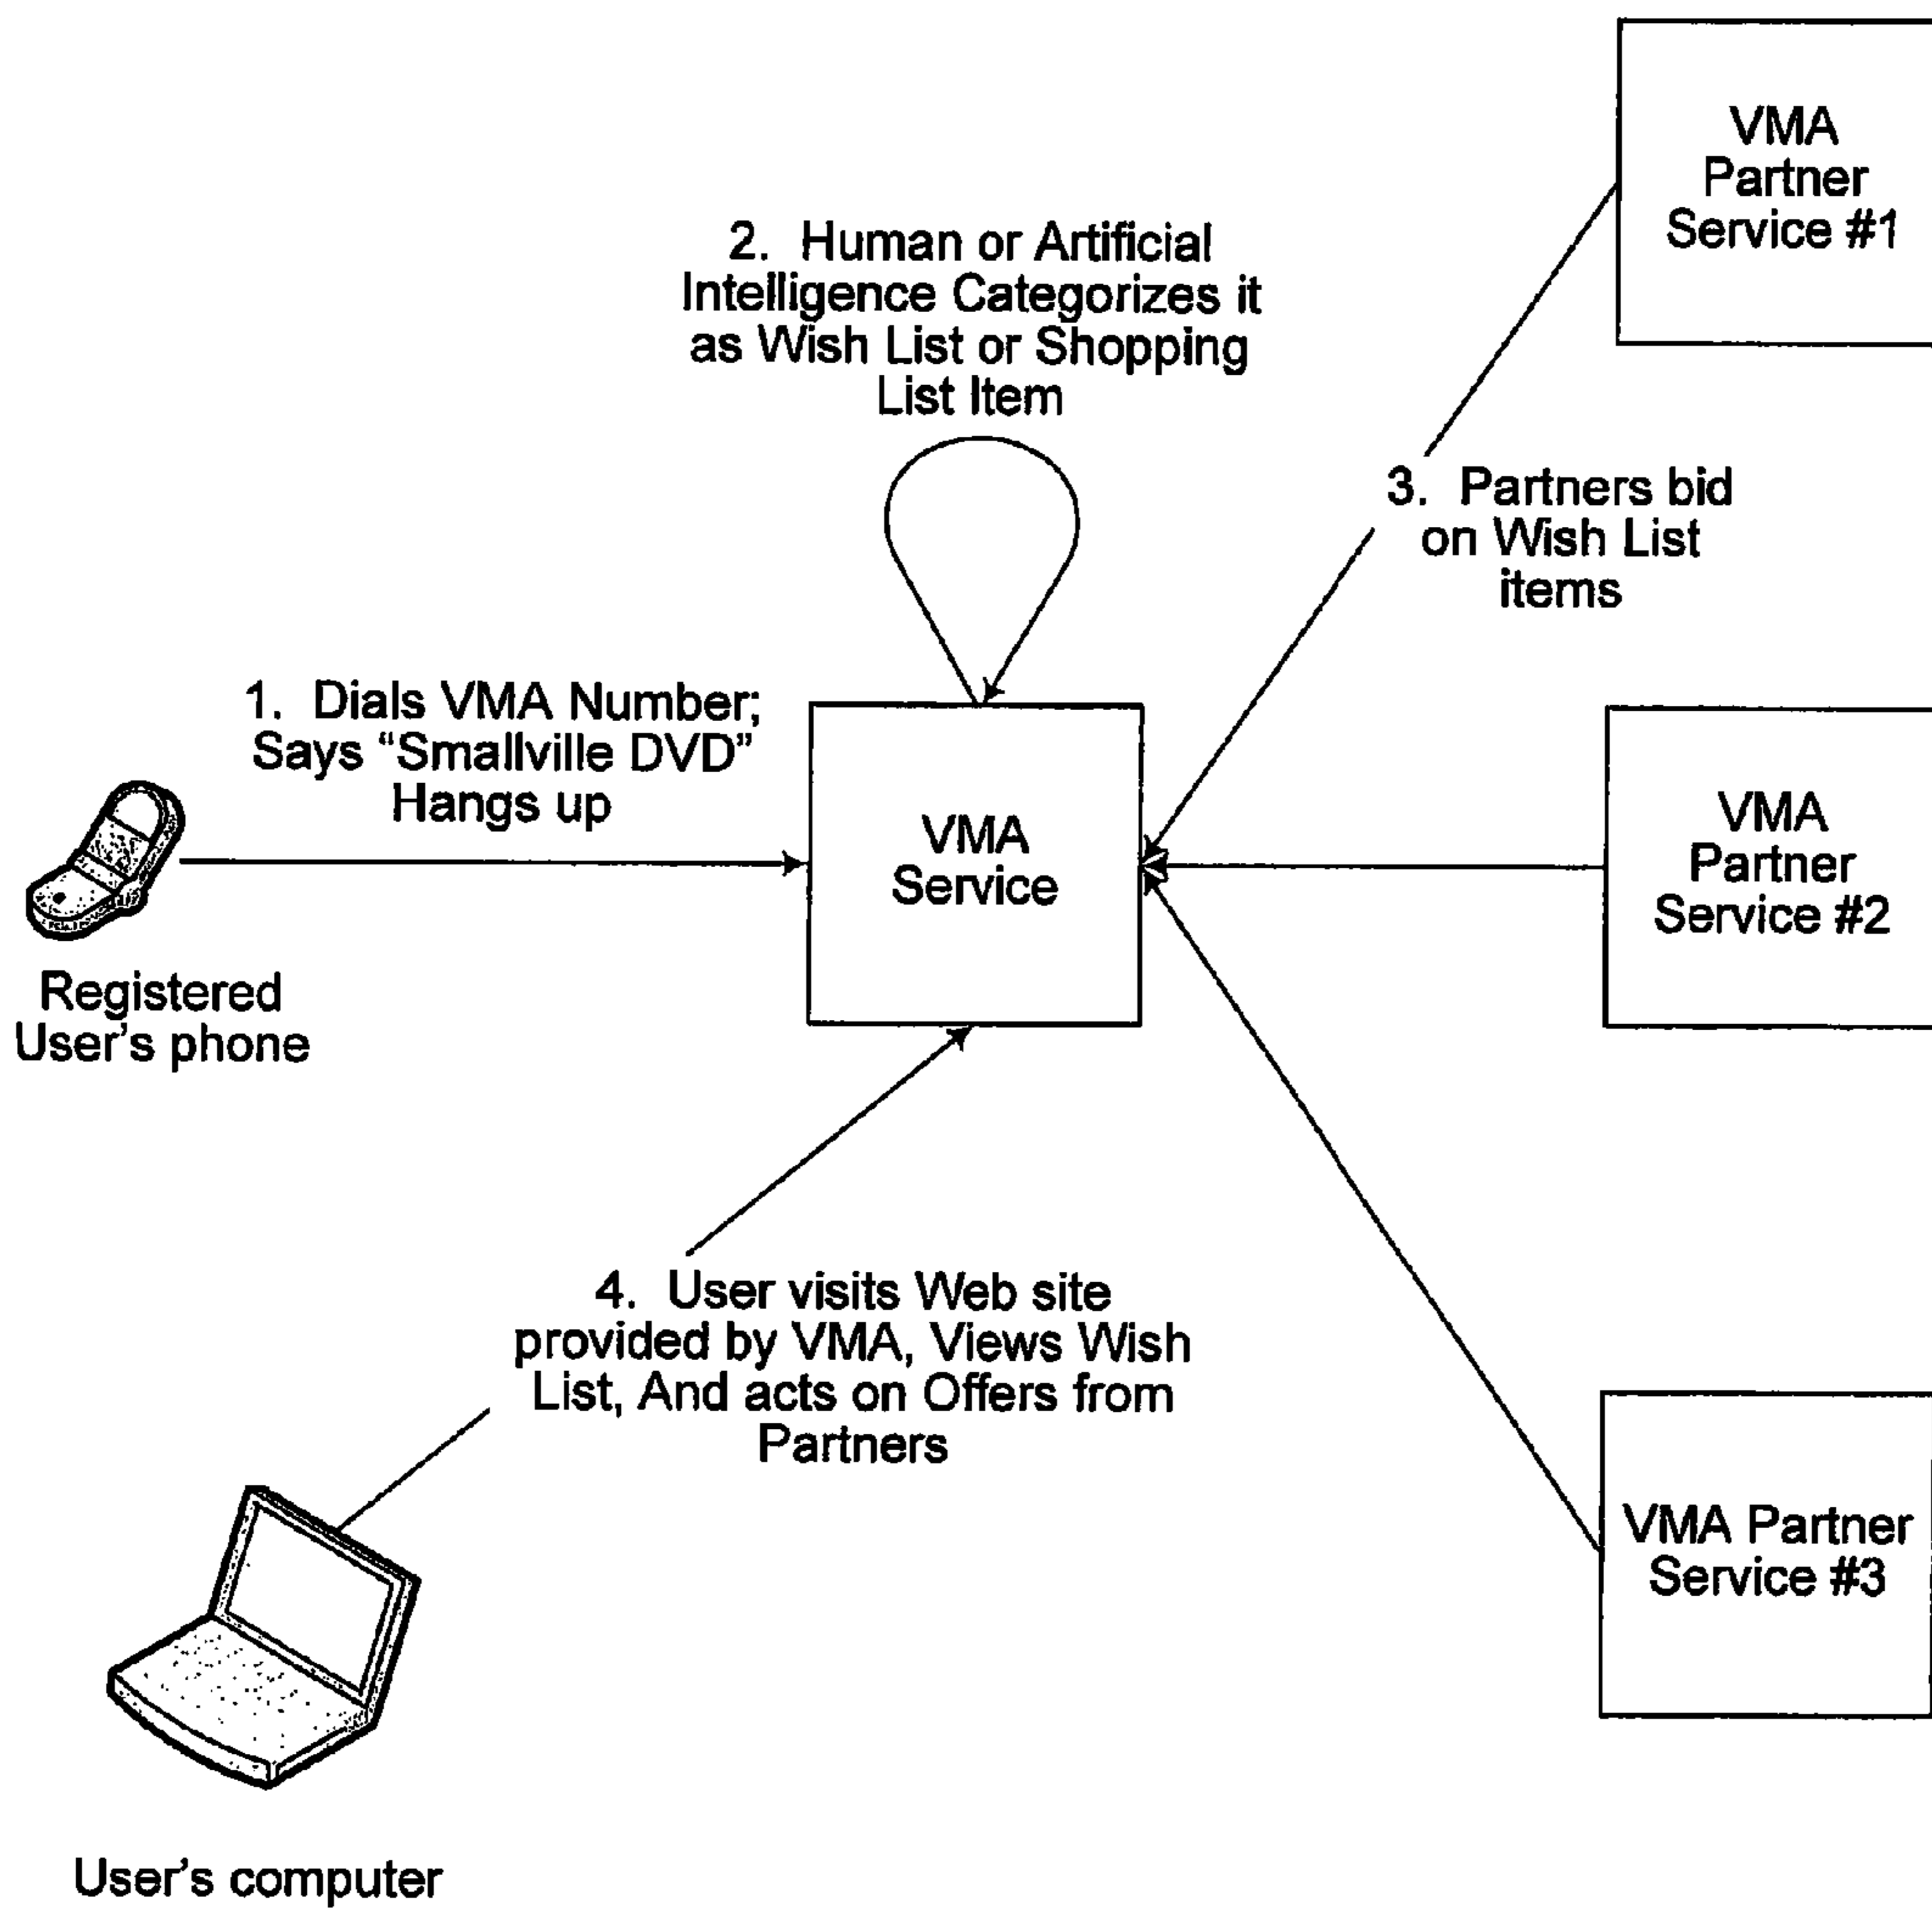 VMA
Partner
Service #1
2. Human or Artificial
Intelligence Categorizes it
as Wish List or Shopping
List Item
3. Partners bid
on Wish List
items
1. Dials VMA Number;
Says “Smallville DVD”
Hangs up
VMA
Service
VMA
Partner
Service #2
Registered
User's phone
4. User visits Web site
provided by VMA, Views Wish
List, And acts on Offers from
Partners
VMA Partner
Service #3
User's computer